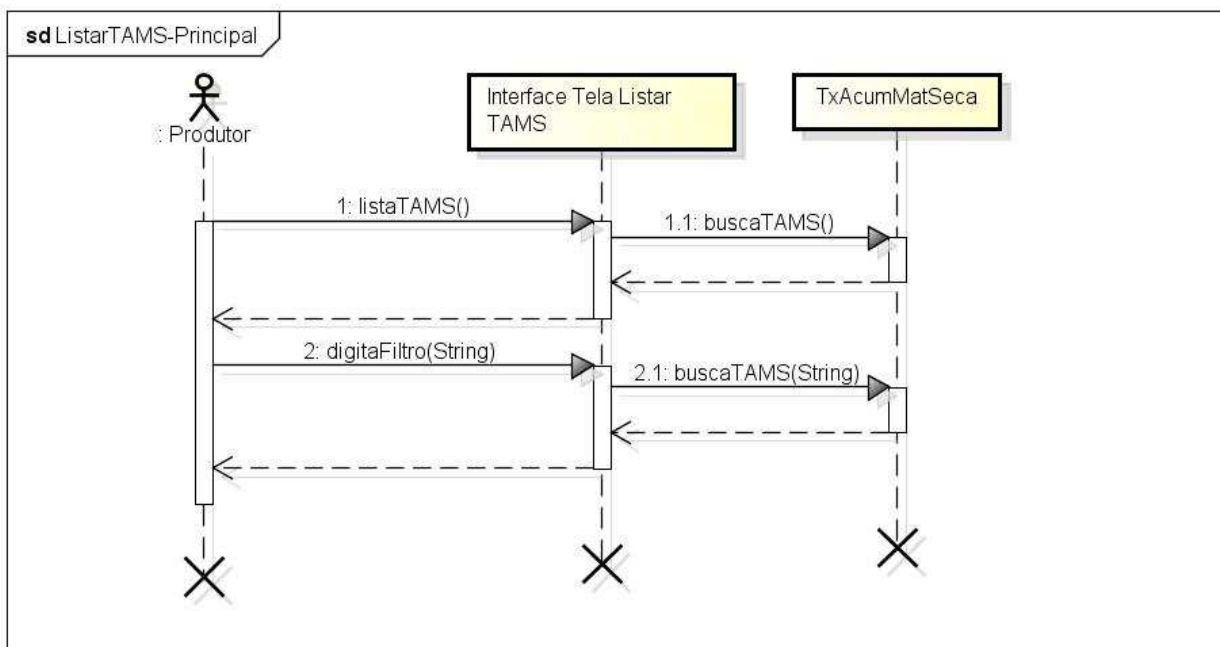 sd ListarTAMS-Principal
: Produtor
Interface Tela Listar
TAMS
TxAcumMatSeca
1: listaTAMS()
1.1: buscaTAMS()
2: digitaFiltro(String)
2.1: buscaTAMS(String)